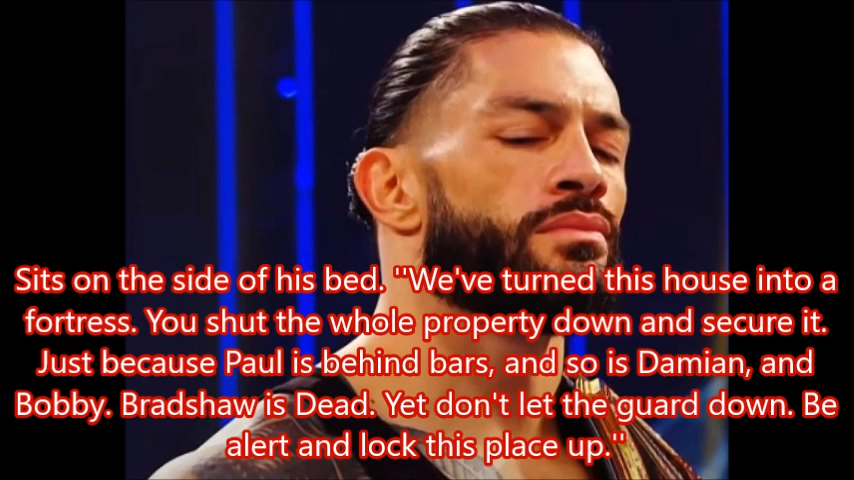 Sits on the side of his bed. ''We've turned this house into a
fortress. You shut the whole property down and secure it.
Just because Paul is behind bars, and so is Damian, and
Bobby. Bradshaw is Dead. Yet don't let the guard down. Be
alert and lock this place up.''